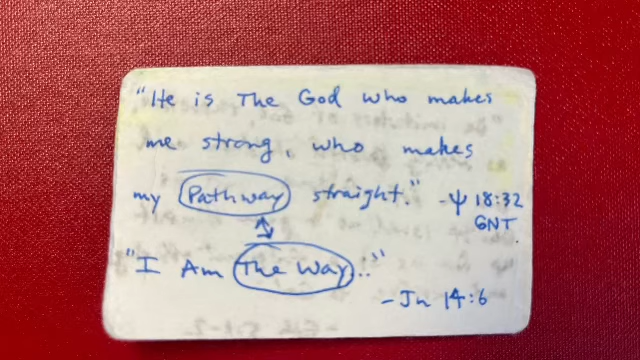 "He is The God who makes
me strong, who makes
my Pathway straight." -Ψ 18:32
GNT.
"I Am The Way.."
- Jn 14:6